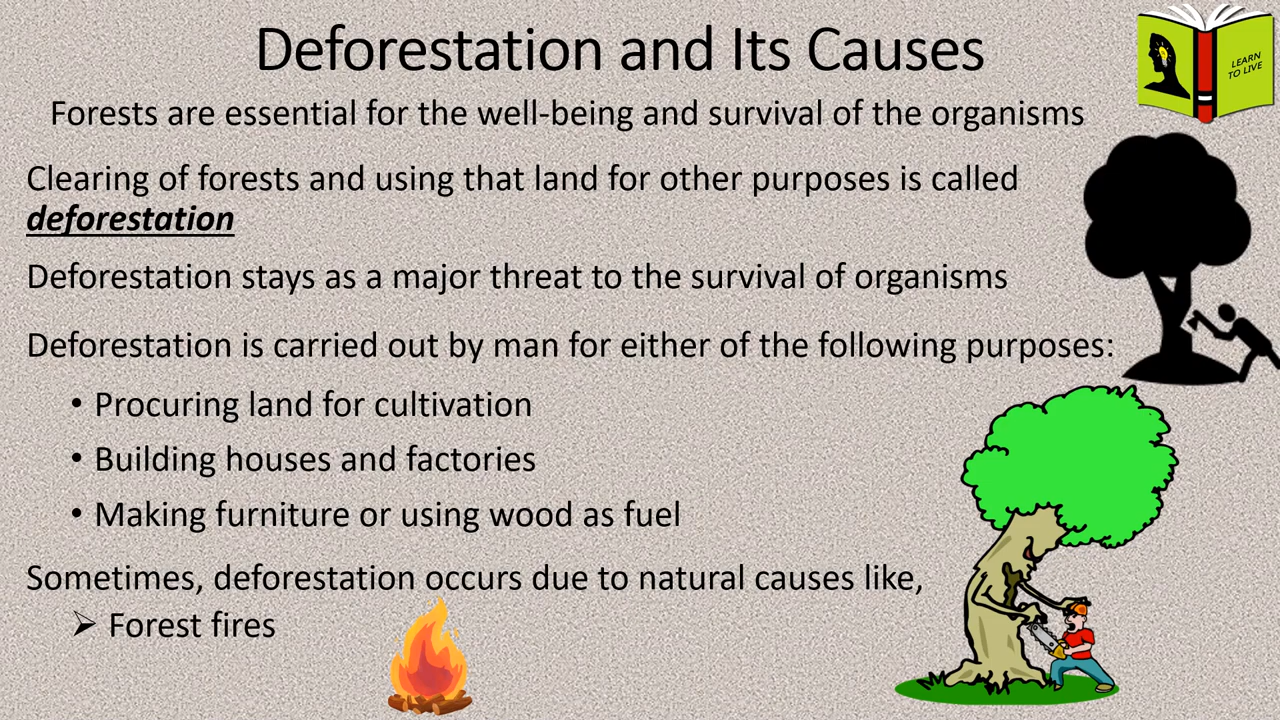 Deforestation and Its Causes
LEARN
TO LIVE
Forests are essential for the well-being and survival of the organisms
Clearing of forests and using that land for other purposes is called
deforestation
Deforestation stays as a major threat to the survival of organisms
Deforestation is carried out by man for either of the following purposes:
• Procuring land for cultivation
• Building houses and factories
• Making furniture or using wood as fuel
Sometimes, deforestation occurs due to natural causes like,
➢ Forest fires